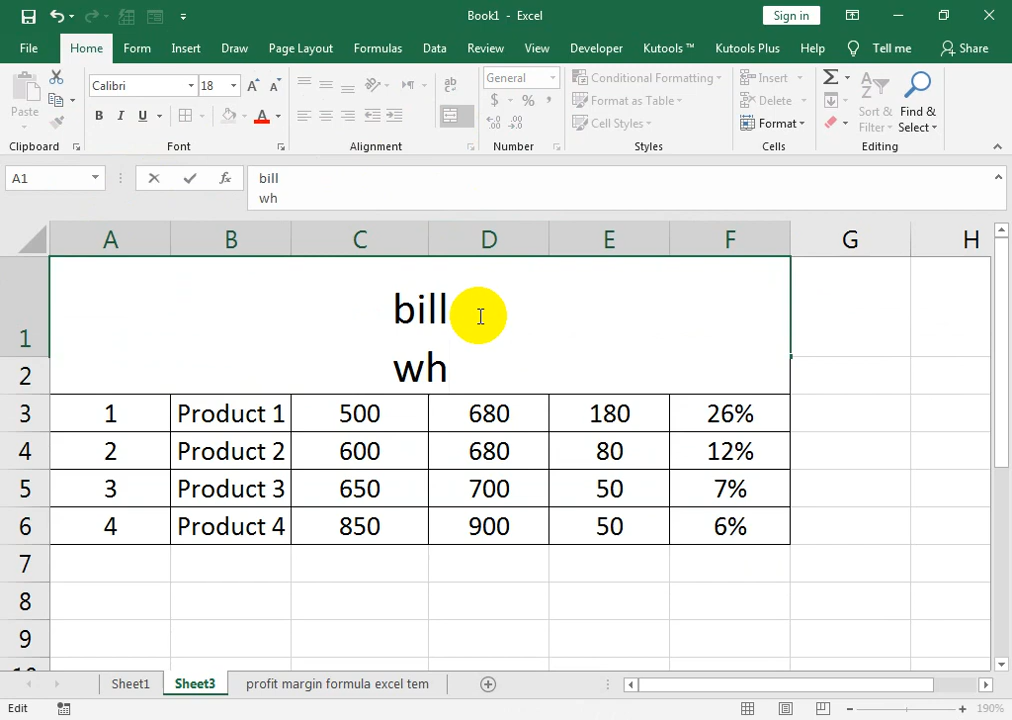 Book1 - Excel
Sign in
File Home Form Insert Draw Page Layout Formulas Data Review View Developer Kutools ™ Kutools Plus Help Tell me Share
Paste
Clipboard
Calibri 18
B I U A
Font
ab
Alignment
General
$ % ,
Number
Conditional Formatting
Format as Table
Cell Styles
Styles
Insert
Delete
Format
Cells
Σ
Sort & Filter
Find & Select
Editing
A1
fx
bill
wh
A B C D E F G H
1
bill
2
wh
3 1 Product 1 500 680 180 26%
4 2 Product 2 600 680 80 12%
5 3 Product 3 650 700 50 7%
6 4 Product 4 850 900 50 6%
7
8
9
10
Sheet1 Sheet3 profit margin formula excel tem
Edit
190%